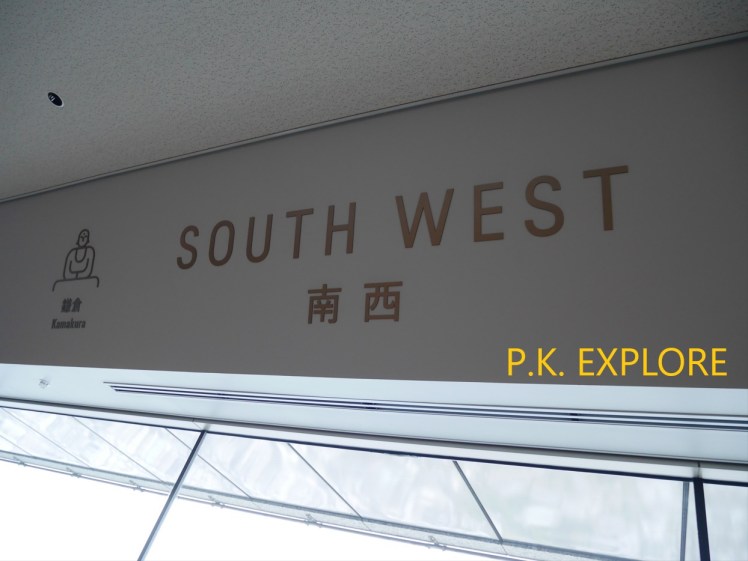 SOUTH WEST
南西
鎌倉
Kamakura
P.K. EXPLORE